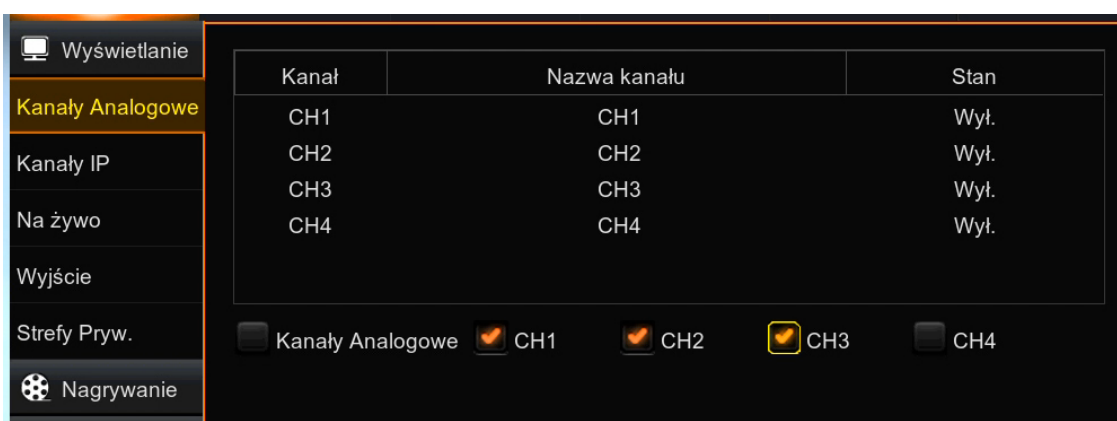 Wyświetlanie
Kanały Analogowe
Kanały IP
Na żywo
Wyjście
Strefy Pryw.
Nagrywanie
Kanał Nazwa kanału Stan
CH1 CH1 Wył.
CH2 CH2 Wył.
CH3 CH3 Wył.
CH4 CH4 Wył.
Kanały Analogowe CH1 CH2 CH3 CH4